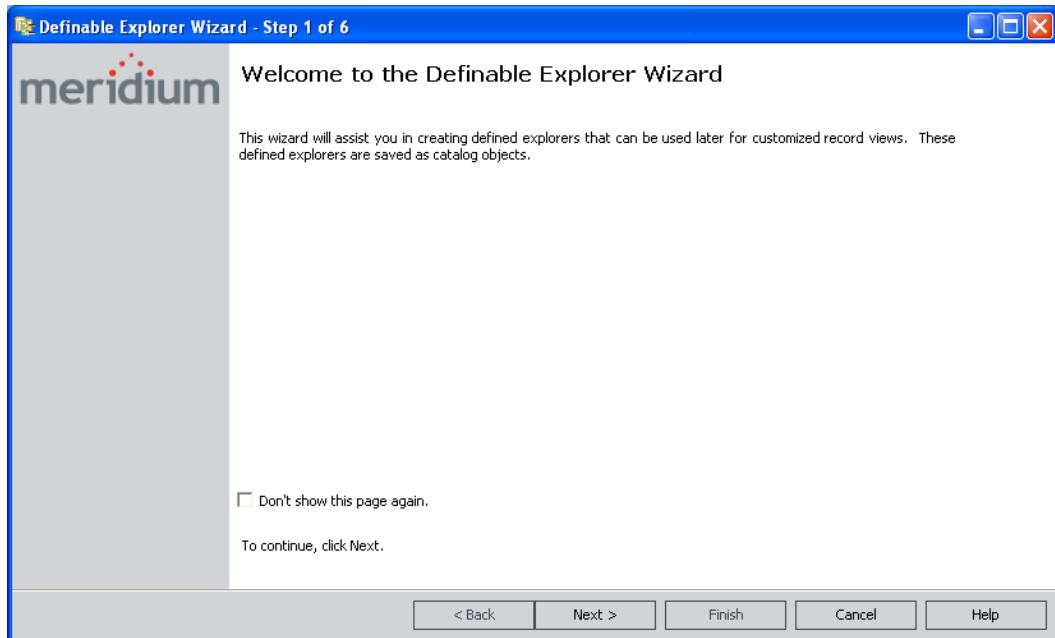 Definable Explorer Wizard - Step 1 of 6
meridium
Welcome to the Definable Explorer Wizard
This wizard will assist you in creating defined explorers that can be used later for customized record views. These
defined explorers are saved as catalog objects.
Don't show this page again.
To continue, click Next.
< Back
Next >
Finish
Cancel
Help